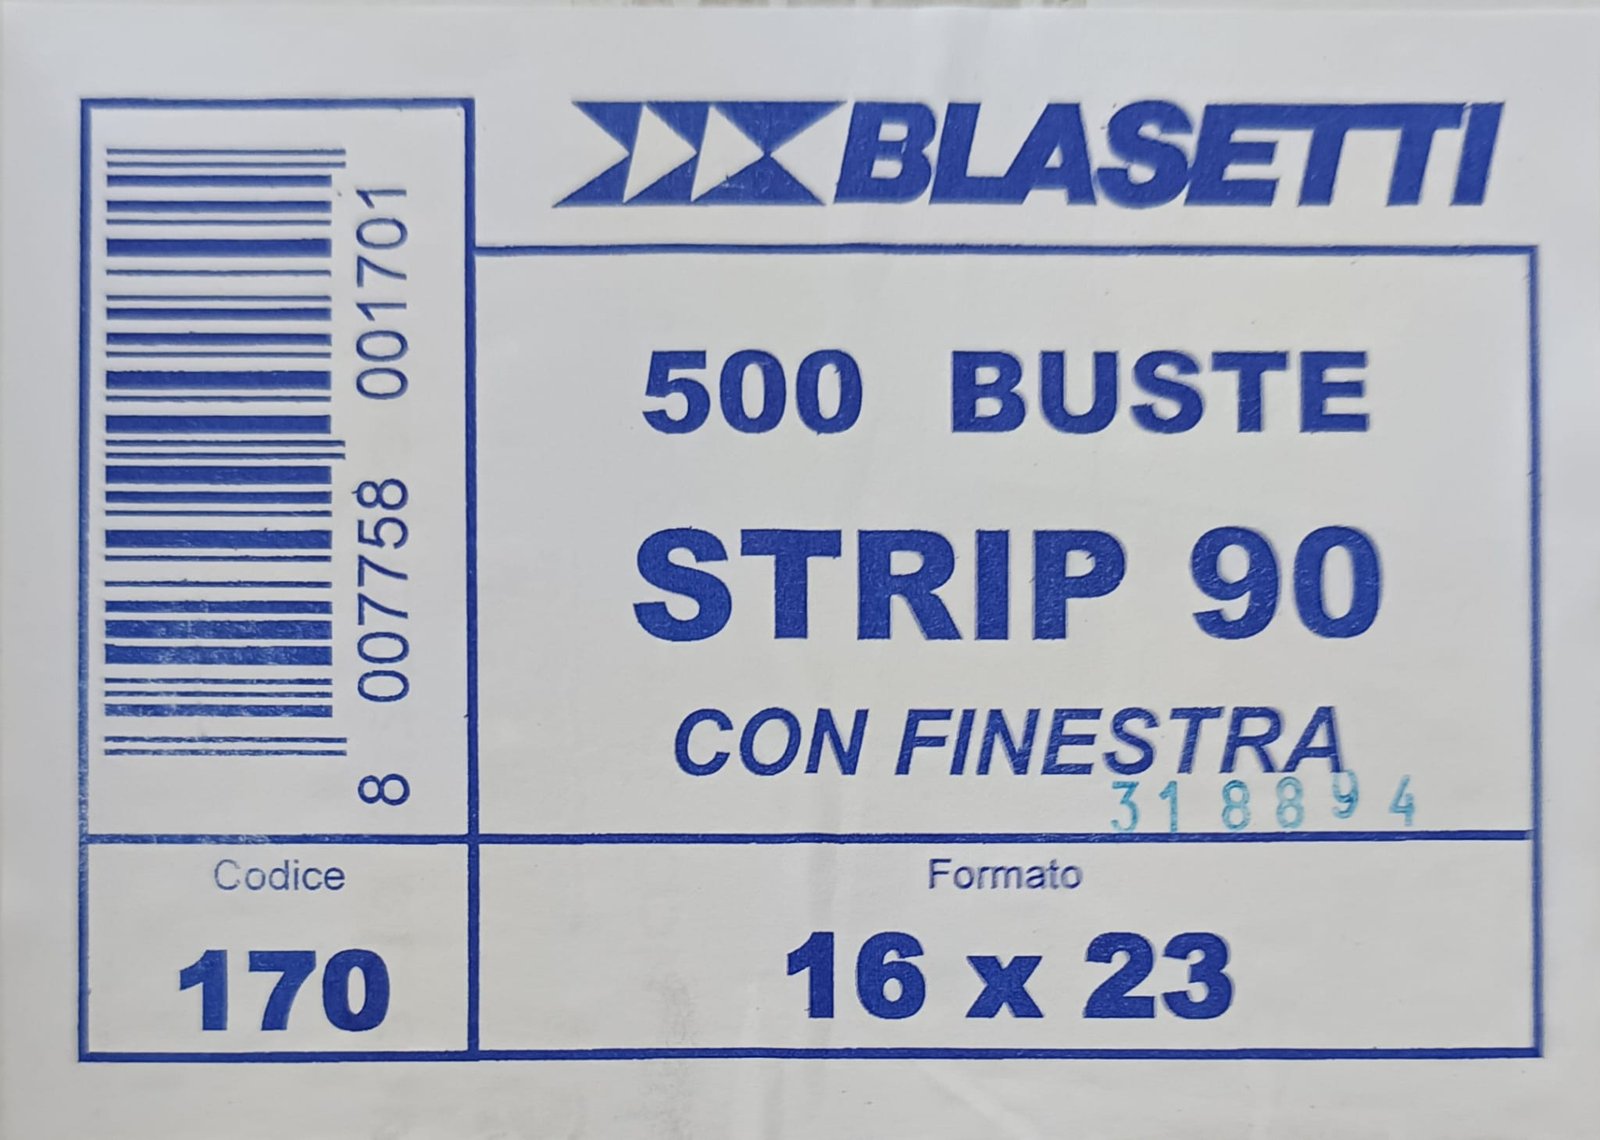 BLASETTI
8 007758 001701
500 BUSTE
STRIP 90
CON FINESTRA
318894
Codice
170
Formato
16 x 23